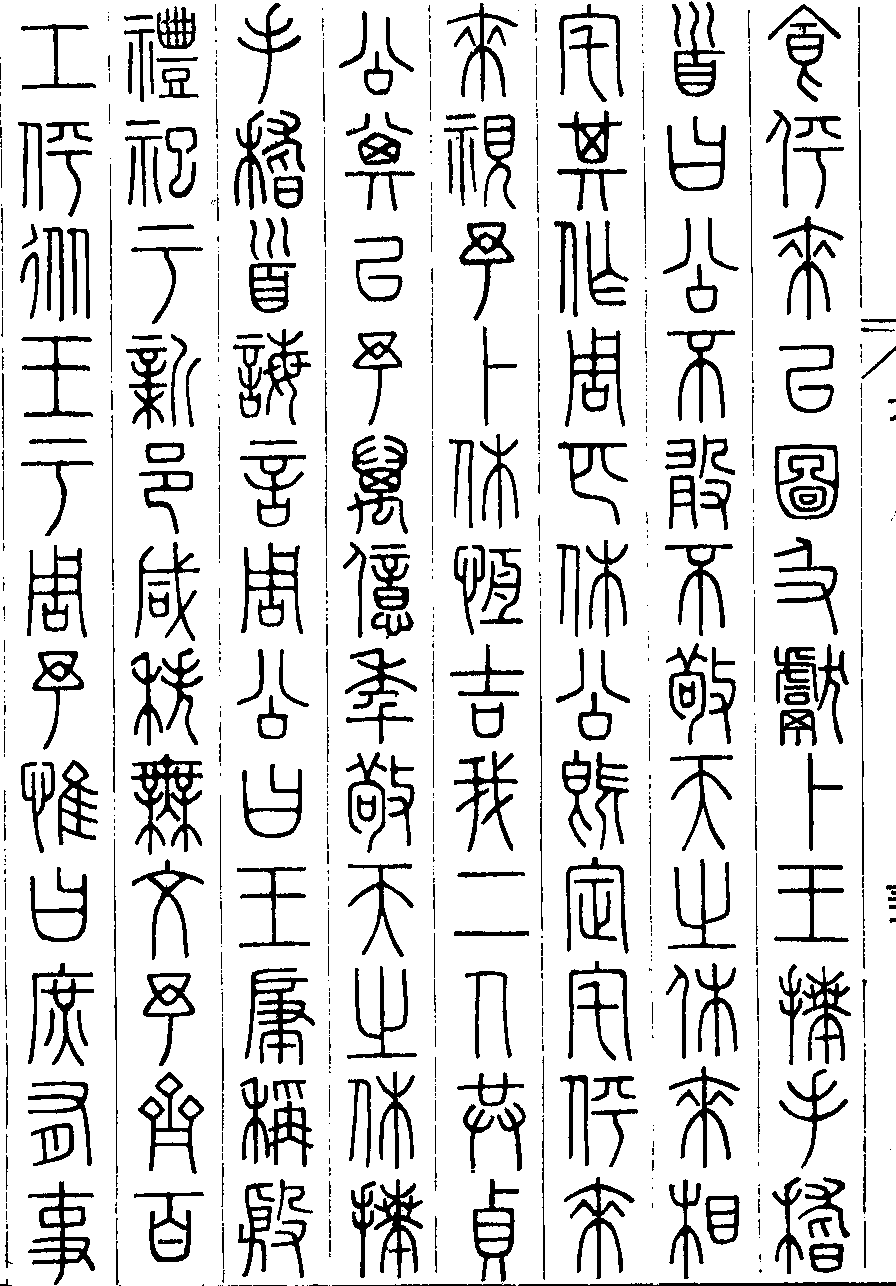 食伻來以圖及獻卜王拜手稽
首曰公不敢不敬天之休來相
宅其作周匹休公既定宅伻來
來視予卜休恆吉我二人共貞
公其以予萬億年敬天之休拜
手稽首誨言周公曰王肇稱殷
禮祀于新邑咸秩無文予齊百
工伻從王于周予惟曰庶有事